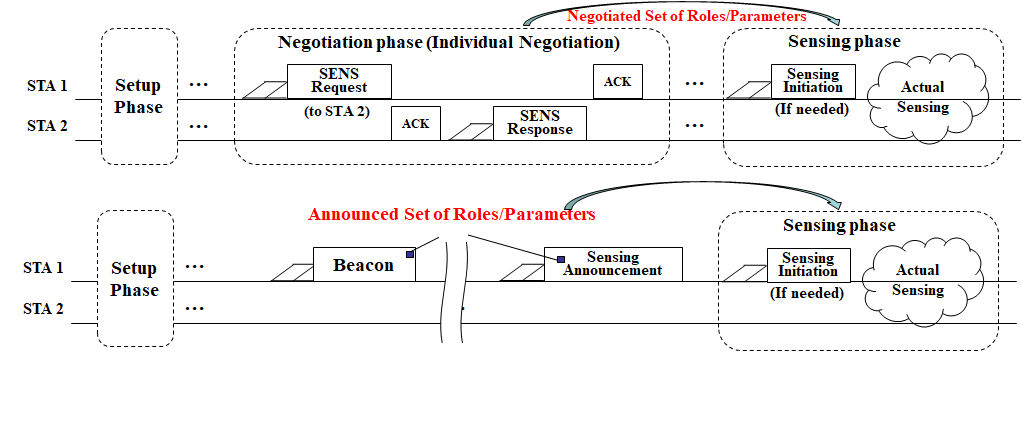 Negotiated Set of Roles/Parameters
Negotiation phase (Individual Negotiation)
Sensing phase
STA 1
Setup
Phase
...
SENS
Request
(to STA 2)
ACK
...
Sensing
Initiation
(If needed)
Actual
Sensing
STA 2
...
ACK
SENS
Response
...
Announced Set of Roles/Parameters
Sensing phase
STA 1
Setup
Phase
...
Beacon
Sensing
Announcement
Sensing
Initiation
(If needed)
Actual
Sensing
STA 2
...